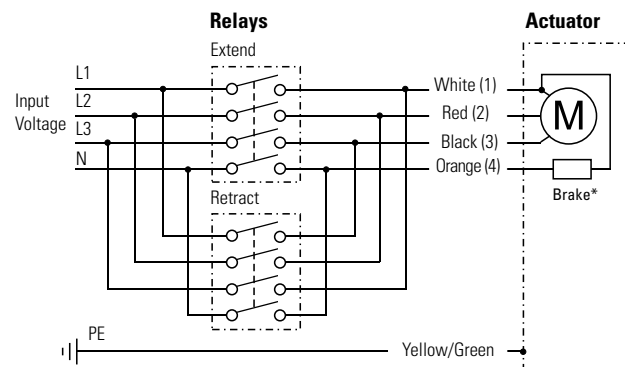 Relays
Actuator
Extend
L1
White (1)
Input
Voltage
L2
Red (2)
M
L3
Black (3)
N
Orange (4)
Brake*
Retract
PE
Yellow/Green